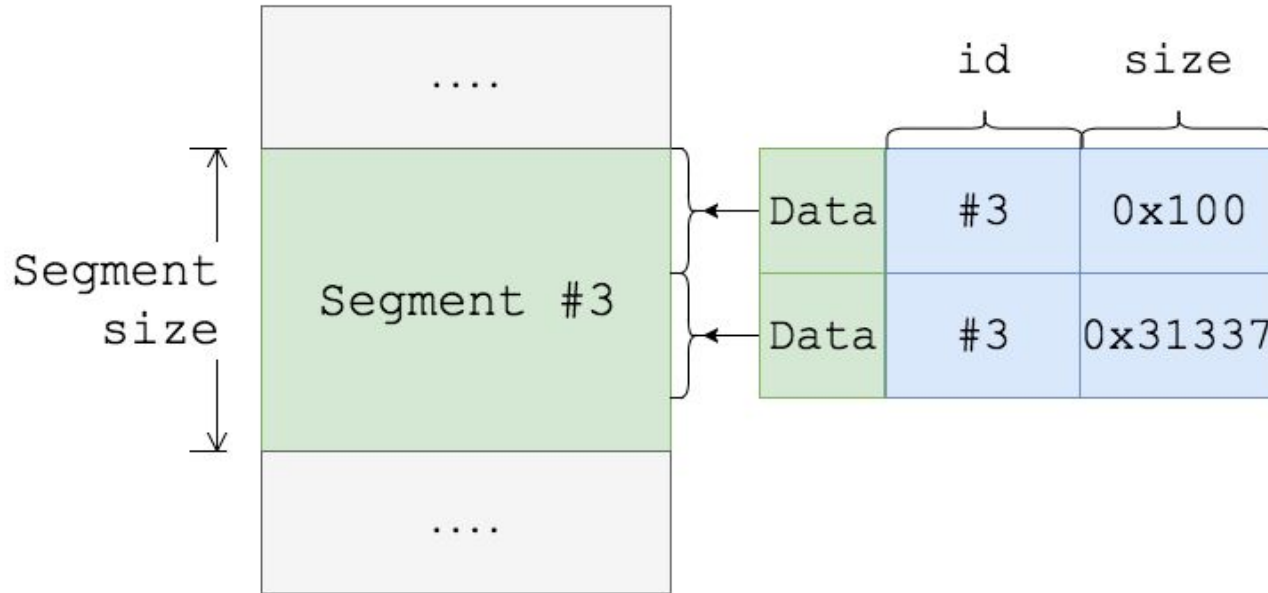 ....
id size
Data #3 0x100
Segment
size
Segment #3
Data #3 0x31337
....